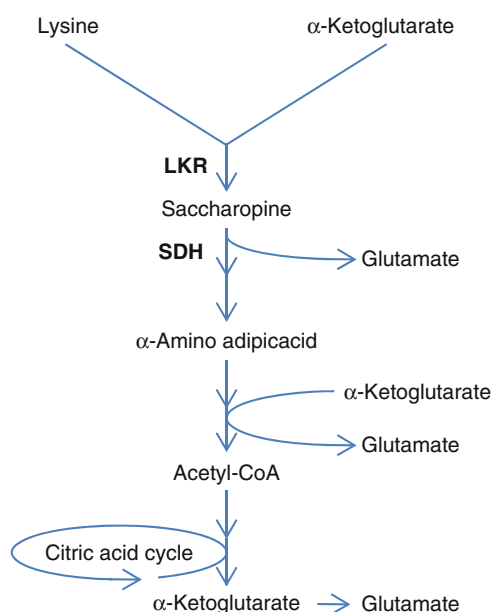 Lysine α-Ketoglutarate
LKR
Saccharopine
SDH
Glutamate
α-Amino adipicacid
α-Ketoglutarate
Glutamate
Acetyl-CoA
Citric acid cycle
α-Ketoglutarate Glutamate